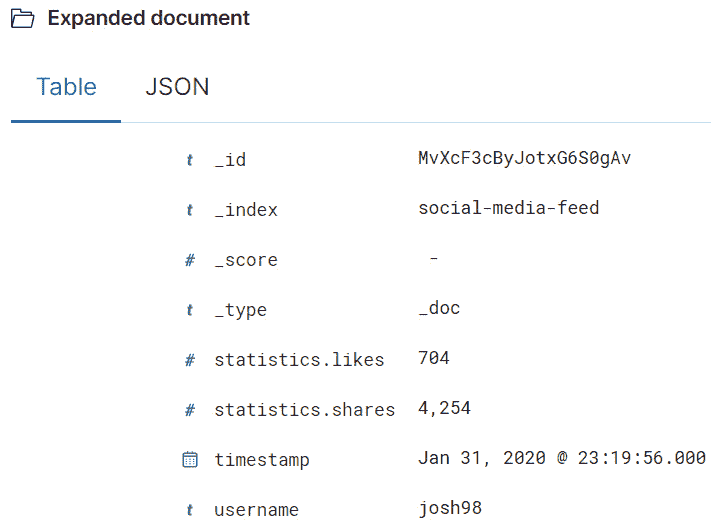 Expanded document
Table JSON
t _id MvXcF3cByJotxG6S0gAv
t _index social-media-feed
# _score -
t _type _doc
# statistics.likes 704
# statistics.shares 4,254
timestamp Jan 31, 2020 @ 23:19:56.000
t username josh98